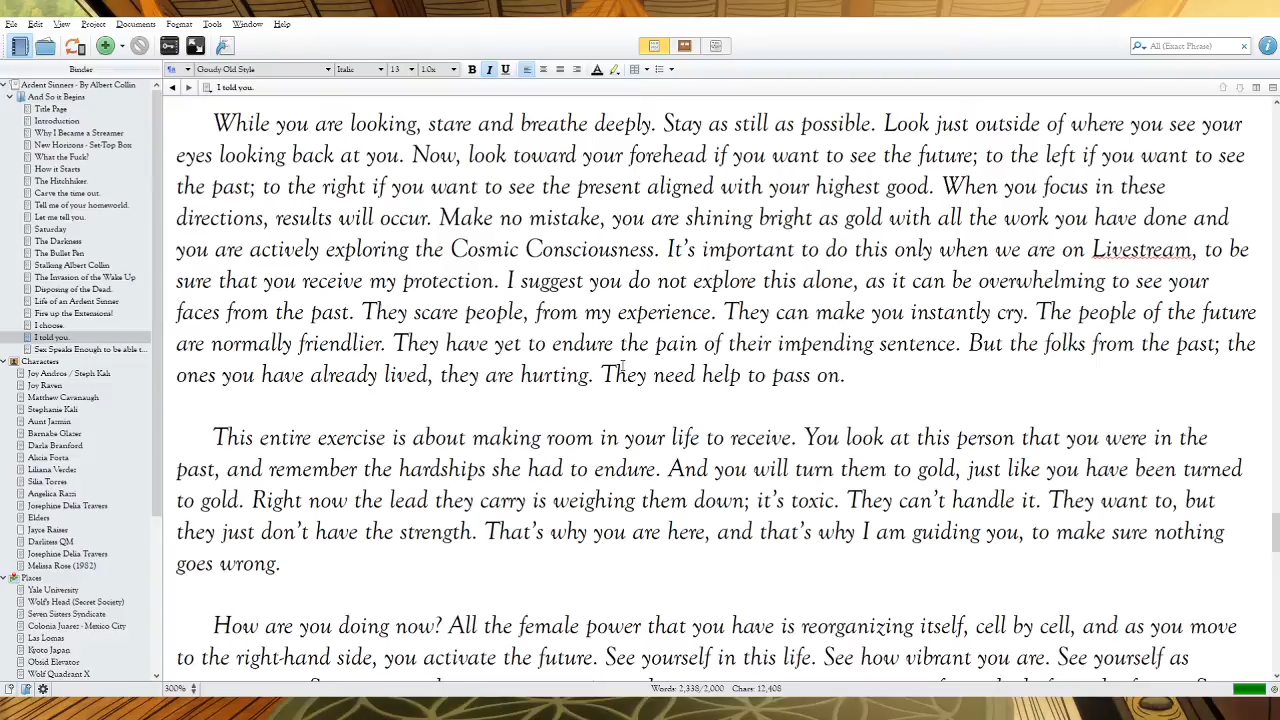 File Edit View Project Documents Format Tools Window Help
All (Exact Phrase)
Binder Goudy Old Style Italic 13 1.0x B I U
I told you.
Ardent Sinners - By Albert Collin
And So it Begins
Title Page
Introduction
Why I Became a Streamer
New Horizons - Set-Top Box
What the Fuck?
How it Starts
The Hitchhiker.
Carve the time out.
Tell me of your homeworld.
Let me tell you.
Saturday
The Darkness
The Bullet Pen
Stalking Albert Collin
The Invasion of the Wake Up
Disposing of the Dead.
Life of an Ardent Sinner
Fire up the Extensions!
I choose.
I told you.
Sex Speaks Enough to be able t...
Characters
Joy Andros / Steph Kali
Joy Raven
Matthew Cavanaugh
Stephanie Kali
Aunt Jazmin
Barnabe Glazer
Darla Branford
Alicia Forta
Liliana Verdes
Silia Torres
Angelica Razzi
Josephine Delia Travers
Elders
Jayce Raiser
Darliters QM
Josephine Delia Travers
Melissa Rose (1982)
Places
Yale University
Wolf's Head (Secret Society)
Seven Sisters Syndicate
Colonia Juarez - Mexico City
Las Lomas
Kyoto Japan
Obsid Elevator
Wolf Quadrant X
While you are looking, stare and breathe deeply. Stay as still as possible. Look just outside of where you see your
eyes looking back at you. Now, look toward your forehead if you want to see the future; to the left if you want to see
the past; to the right if you want to see the present aligned with your highest good. When you focus in these
directions, results will occur. Make no mistake, you are shining bright as gold with all the work you have done and
you are actively exploring the Cosmic Consciousness. It's important to do this only when we are on Livestream, to be
sure that you receive my protection. I suggest you do not explore this alone, as it can be overwhelming to see your
faces from the past. They scare people, from my experience. They can make you instantly cry. The people of the future
are normally friendlier. They have yet to endure the pain of their impending sentence. But the folks from the past; the
ones you have already lived, they are hurting. They need help to pass on.
This entire exercise is about making room in your life to receive. You look at this person that you were in the
past, and remember the hardships she had to endure. And you will turn them to gold, just like you have been turned
to gold. Right now the lead they carry is weighing them down; it's toxic. They can't handle it. They want to, but
they just don't have the strength. That's why you are here, and that's why I am guiding you, to make sure nothing
goes wrong.
How are you doing now? All the female power that you have is reorganizing itself, cell by cell, and as you move
to the right-hand side, you activate the future. See yourself in this life. See how vibrant you are. See yourself as
300% Words: 2,338/2,000 Chars: 12,408